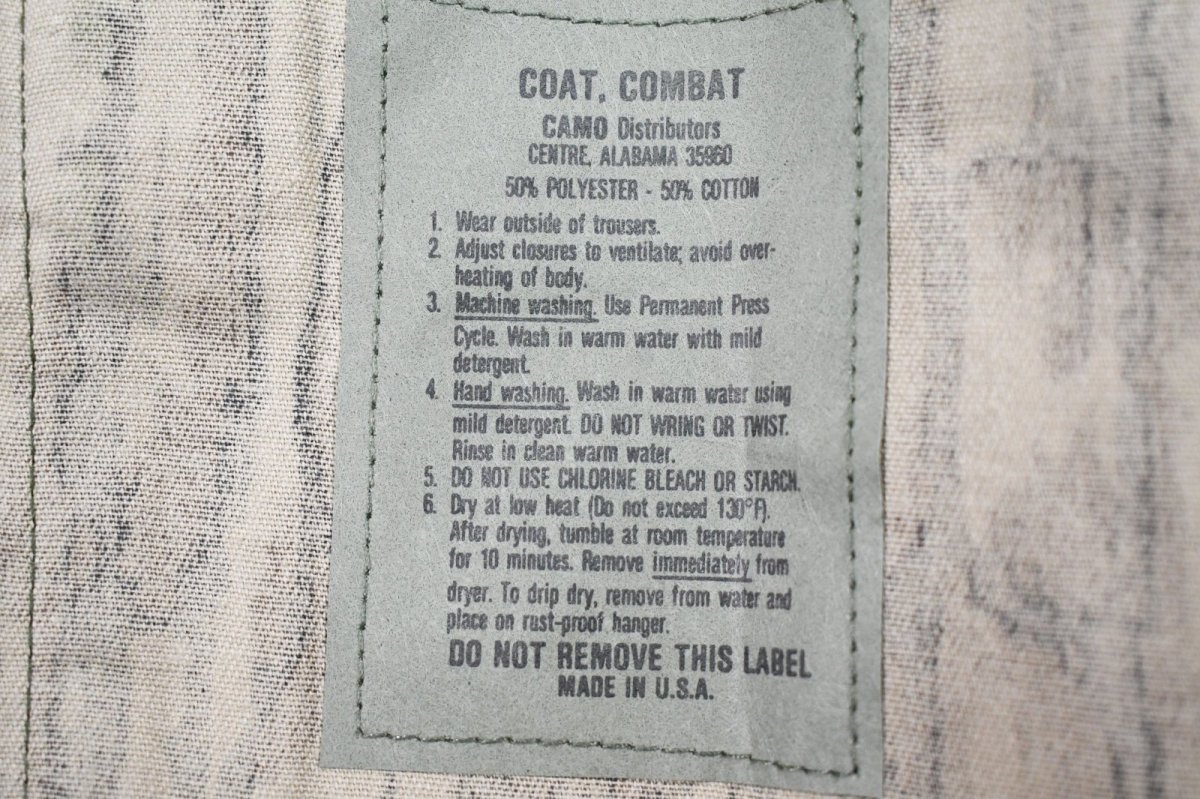 COAT, COMBAT
CAMO Distributors
CENTRE, ALABAMA 35960
50% POLYESTER - 50% COTTON
1. Wear outside of trousers.
2. Adjust closures to ventilate; avoid over-
heating of body.
3. Machine washing. Use Permanent Press
Cycle. Wash in warm water with mild
detergent.
4. Hand washing. Wash in warm water using
mild detergent. DO NOT WRING OR TWIST.
Rinse in clean warm water.
5. DO NOT USE CHLORINE BLEACH OR STARCH.
6. Dry at low heat (Do not exceed 130°F).
After drying, tumble at room temperature
for 10 minutes. Remove immediately from
dryer. To drip dry, remove from water and
place on rust-proof hanger.
DO NOT REMOVE THIS LABEL
MADE IN U.S.A.